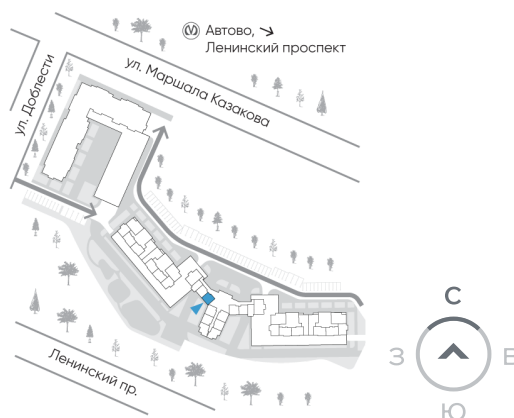 Автово, ↘
Ленинский проспект
ул. Маршала Казакова
ул. Доблести
Ленинский пр.
С
З
В
Ю